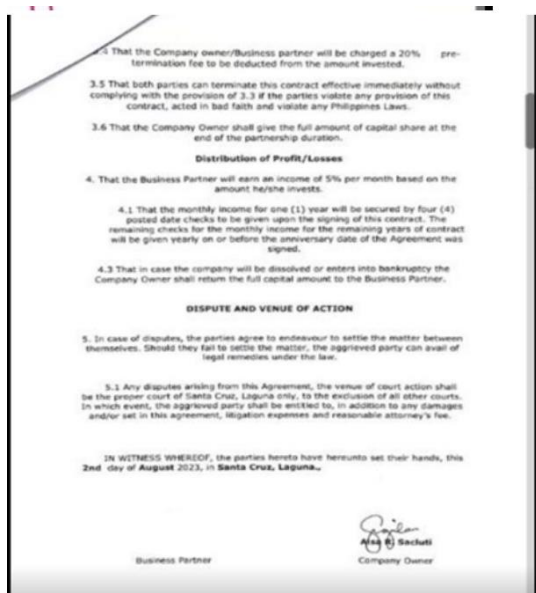 3.4 That the Company owner/Business partner will be charged a 20% pre-
termination fee to be deducted from the amount invested.
3.5 That both parties can terminate this contract effective immediately without
complying with the provision of 3.3 if the parties violate any provision of this
contract, acted in bad faith and violate any Philippines Laws.
3.6 That the Company Owner shall give the full amount of capital share at the
end of the partnership duration.
Distribution of Profit/Losses
4. That the Business Partner will earn an income of 5% per month based on the
amount he/she invests.
4.1 That the monthly income for one (1) year will be secured by four (4)
posted date checks to be given upon the signing of this contract. The
remaining checks for the monthly income for the remaining years of contract
will be given yearly on or before the anniversary date of the Agreement was
signed.
4.3 That in case the company will be dissolved or enters into bankruptcy the
Company Owner shall return the full capital amount to the Business Partner.
DISPUTE AND VENUE OF ACTION
5. In case of disputes, the parties agree to endeavour to settle the matter between
themselves. Should they fail to settle the matter, the aggrieved party can avail of
legal remedies under the law.
5.1 Any disputes arising from this Agreement, the venue of court action shall
be the proper court of Santa Cruz, Laguna only, to the exclusion of all other courts.
In which event, the aggrieved party shall be entitled to, in addition to any damages
and/or set in this agreement, litigation expenses and reasonable attorney's fee.
IN WITNESS WHEREOF, the parties hereto have hereunto set their hands, this
2nd day of August 2023, in Santa Cruz, Laguna.,
Sacluti
Business Partner Company Owner